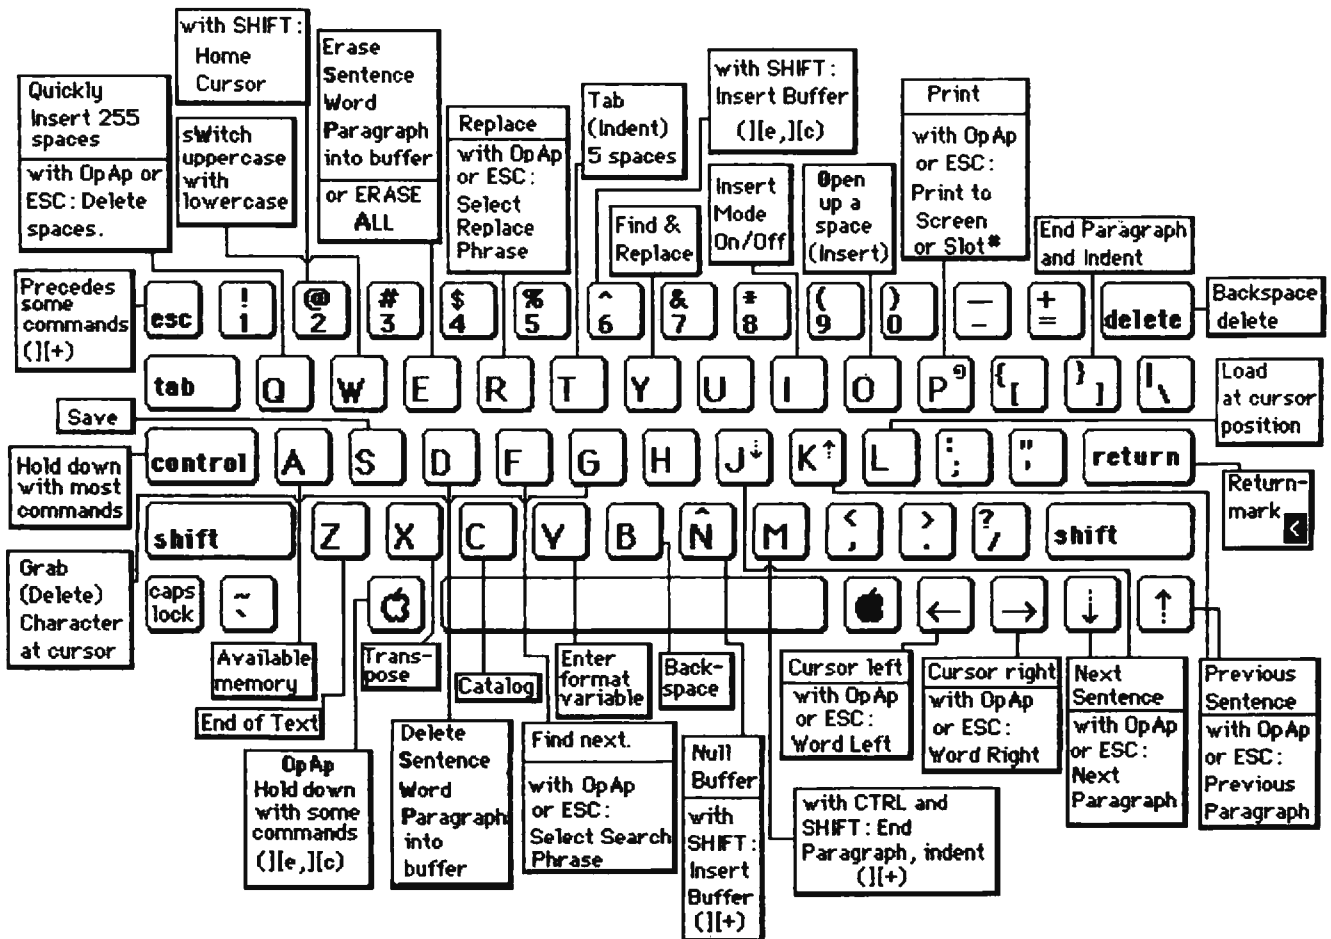 with SHIFT:
Home
Cursor
Erase
Sentence
Word
Paragraph
into buffer
or ERASE
ALL
Quickly
Insert 255
spaces
with OpAp or
ESC: Delete
spaces.
sWitch
uppercase
with
lowercase
Replace
with OpAp
or ESC:
Select
Replace
Phrase
Tab
(Indent)
5 spaces
with SHIFT:
Insert Buffer
(][e,][c)
Find &
Replace
Insert
Mode
On/Off
Open
up a
space
(Insert)
Print
with OpAp
or ESC:
Print to
Screen
or Slot#
End Paragraph
and Indent
Precedes
some
commands
(][+)
esc
!
1
@
2
#
3
$
4
%
5
^
6
&
7
*
8
(
9
)
0
—
–
+
=
delete
Backspace
delete
tab
Q
W
E
R
T
Y
U
I
O
P
{
[
}
]
|
\
Load
at cursor
position
Save
Hold down
with most
commands
control
A
S
D
F
G
H
J⇣
K⇡
L
:
;
"
'
return
Return-
mark <
shift
Z
X
C
V
B
^
N
M
<
,
>
.
?
/
shift
Grab
(Delete)
Character
at cursor
caps
lock
~
`
←
→
⇣
⇡
Available
memory
End of Text
Trans-
pose
Catalog
Enter
format
variable
Back-
space
OpAp
Hold down
with some
commands
(][e,][c)
Delete
Sentence
Word
Paragraph
into
buffer
Find next.
with OpAp
or ESC:
Select Search
Phrase
Null
Buffer
with
SHIFT:
Insert
Buffer
(][+)
Cursor left
with OpAp
or ESC:
Word Left
Cursor right
with OpAp
or ESC:
Word Right
with CTRL and
SHIFT: End
Paragraph, indent
(][+)
Next
Sentence
with OpAp
or ESC:
Next
Paragraph
Previous
Sentence
with OpAp
or ESC:
Previous
Paragraph